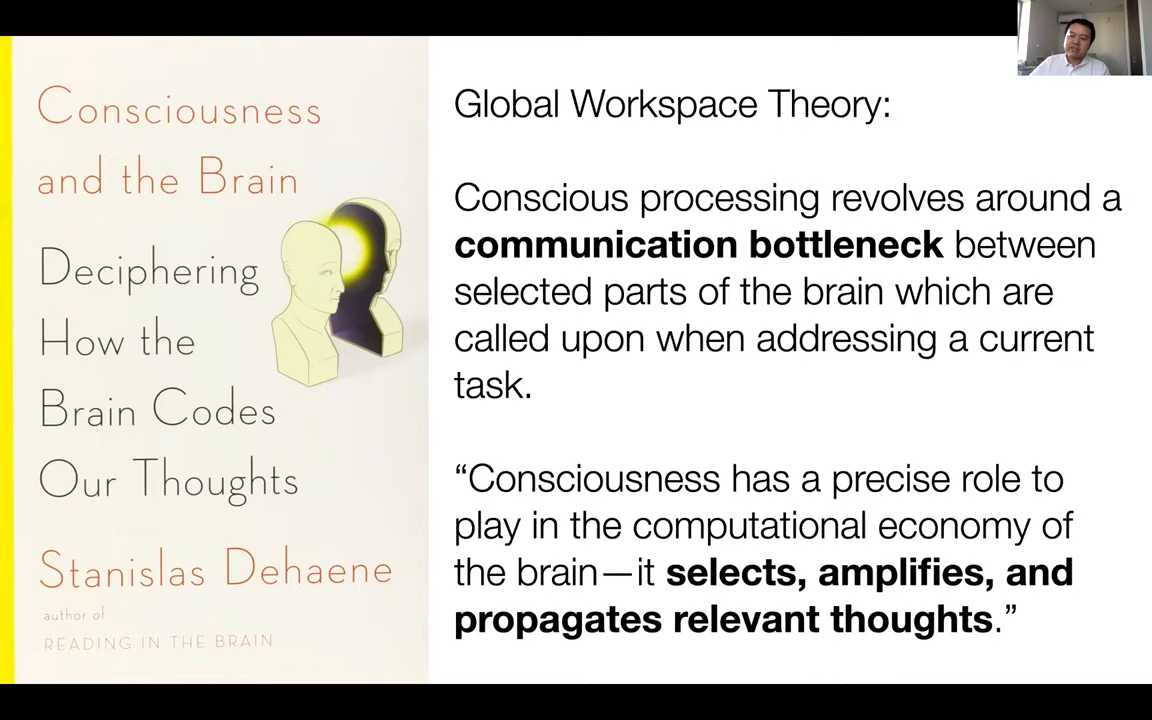 Consciousness
and the Brain
Deciphering
How the
Brain Codes
Our Thoughts
Stanislas Dehaene
author of
READING IN THE BRAIN
Global Workspace Theory:
Conscious processing revolves around a
communication bottleneck between
selected parts of the brain which are
called upon when addressing a current
task.
“Consciousness has a precise role to
play in the computational economy of
the brain—it selects, amplifies, and
propagates relevant thoughts.”